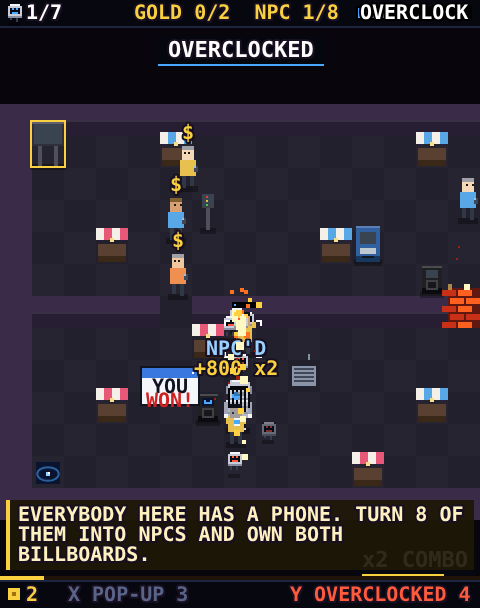 1/7 GOLD 0/2 NPC 1/8 OVERCLOCK
OVERCLOCKED
$
$
$
NPC'D
+800 x2
YOU
WON!
EVERYBODY HERE HAS A PHONE. TURN 8 OF
THEM INTO NPCS AND OWN BOTH
BILLBOARDS.
x2 COMBO
2 X POP-UP 3 Y OVERCLOCKED 4